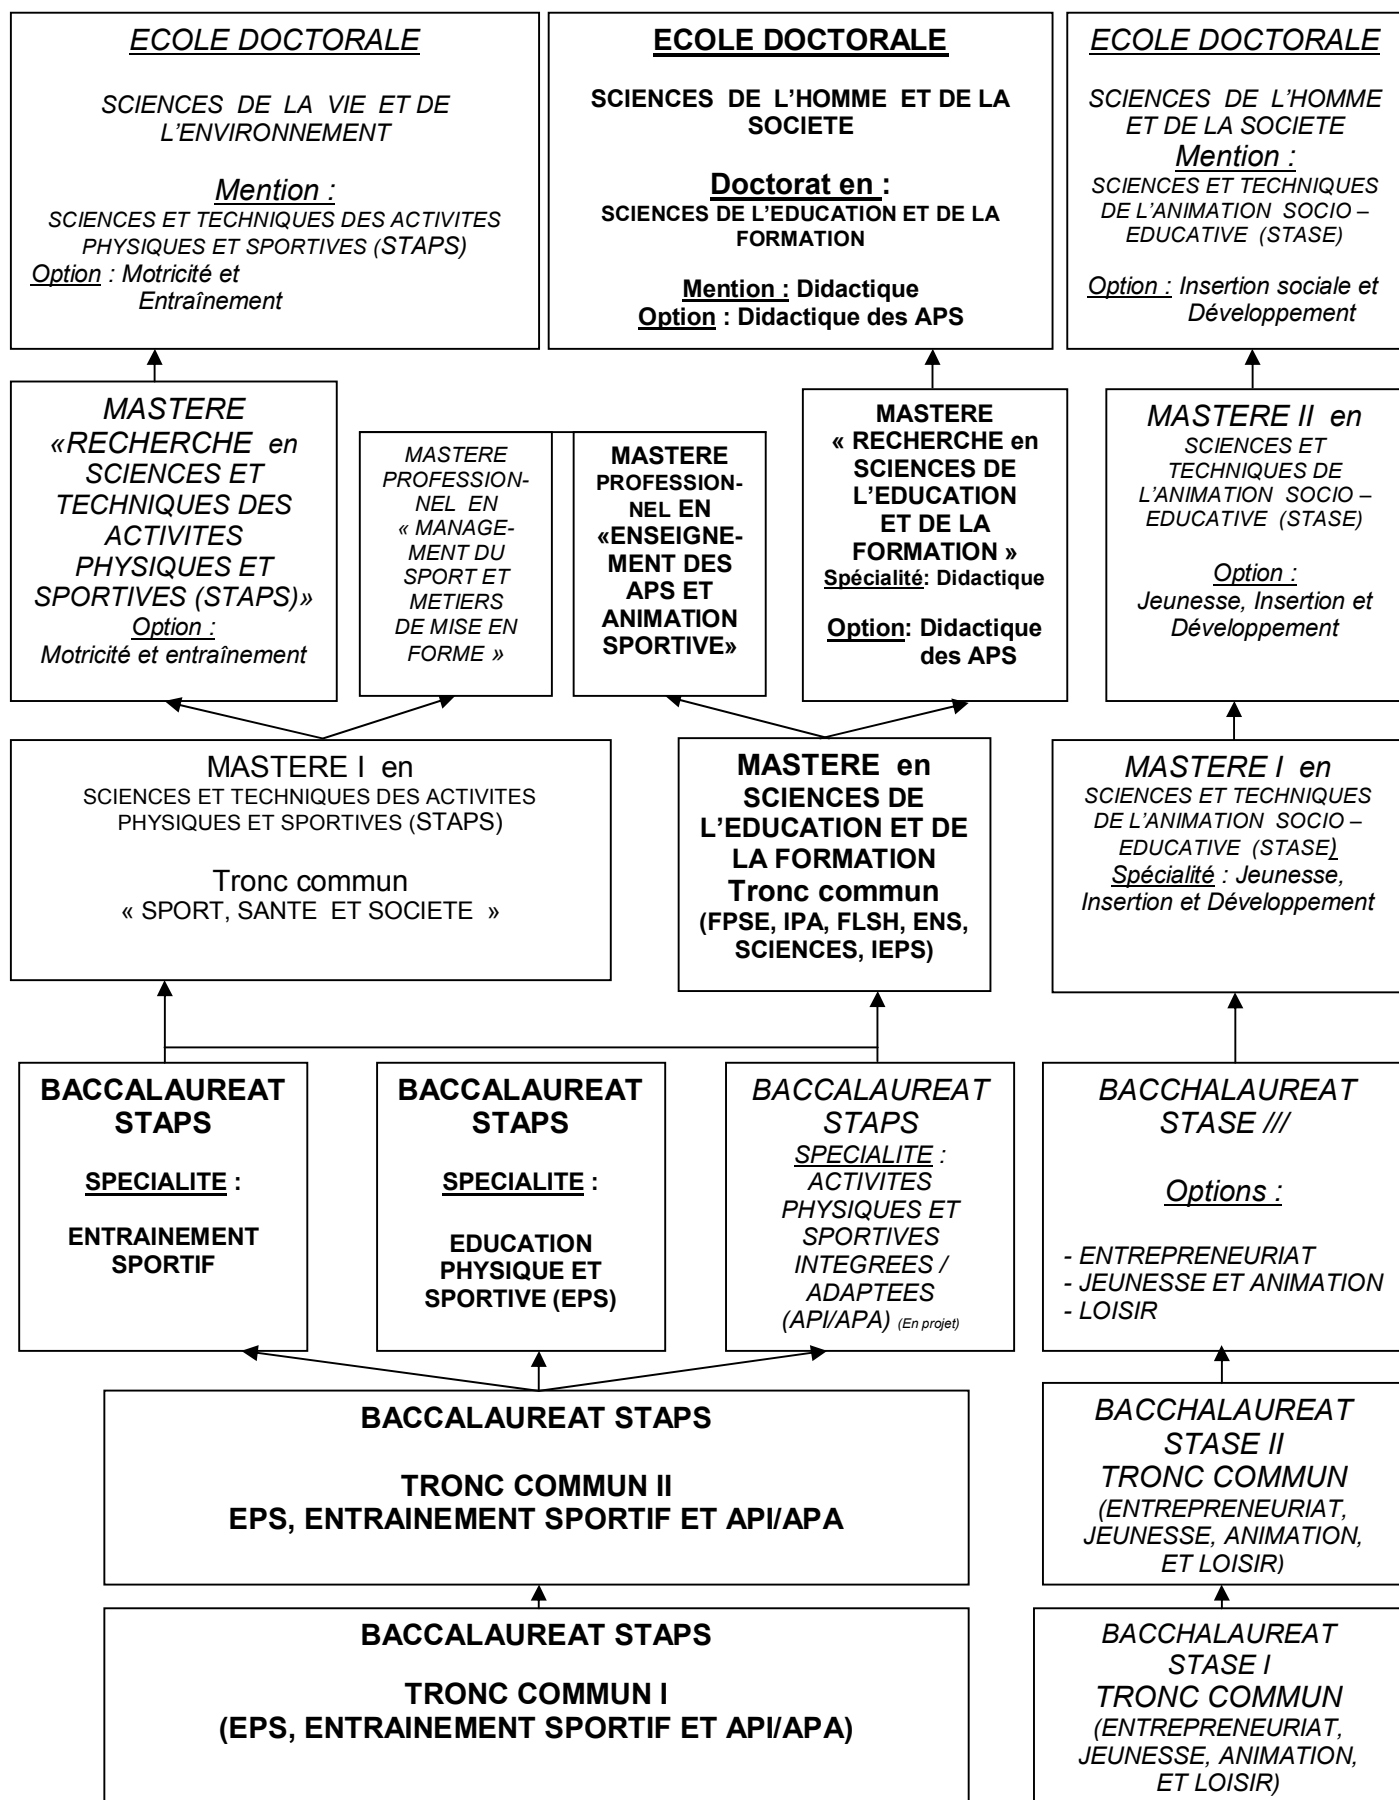 ECOLE DOCTORALE
SCIENCES DE LA VIE ET DE
L'ENVIRONNEMENT
Mention :
SCIENCES ET TECHNIQUES DES ACTIVITES
PHYSIQUES ET SPORTIVES (STAPS)
Option : Motricité et
Entraînement
ECOLE DOCTORALE
SCIENCES DE L'HOMME ET DE LA
SOCIETE
Doctorat en :
SCIENCES DE L'EDUCATION ET DE LA
FORMATION
Mention : Didactique
Option : Didactique des APS
ECOLE DOCTORALE
SCIENCES DE L'HOMME
ET DE LA SOCIETE
Mention :
SCIENCES ET TECHNIQUES
DE L'ANIMATION SOCIO –
EDUCATIVE (STASE)
Option : Insertion sociale et
Développement
MASTERE
«RECHERCHE en
SCIENCES ET
TECHNIQUES DES
ACTIVITES
PHYSIQUES ET
SPORTIVES (STAPS)»
Option :
Motricité et entraînement
MASTERE
PROFESSION-
NEL EN
« MANAGE-
MENT DU
SPORT ET
METIERS
DE MISE EN
FORME »
MASTERE
PROFESSION-
NEL EN
«ENSEIGNE-
MENT DES
APS ET
ANIMATION
SPORTIVE»
MASTERE
« RECHERCHE en
SCIENCES DE
L'EDUCATION
ET DE LA
FORMATION »
Spécialité: Didactique
Option: Didactique
des APS
MASTERE II en
SCIENCES ET
TECHNIQUES DE
L'ANIMATION SOCIO –
EDUCATIVE (STASE)
Option :
Jeunesse, Insertion et
Développement
MASTERE I en
SCIENCES ET TECHNIQUES DES ACTIVITES
PHYSIQUES ET SPORTIVES (STAPS)
Tronc commun
« SPORT, SANTE ET SOCIETE »
MASTERE en
SCIENCES DE
L'EDUCATION ET DE
LA FORMATION
Tronc commun
(FPSE, IPA, FLSH, ENS,
SCIENCES, IEPS)
MASTERE I en
SCIENCES ET TECHNIQUES
DE L'ANIMATION SOCIO –
EDUCATIVE (STASE)
Spécialité : Jeunesse,
Insertion et Développement
BACCALAUREAT
STAPS
SPECIALITE :
ENTRAINEMENT
SPORTIF
BACCALAUREAT
STAPS
SPECIALITE :
EDUCATION
PHYSIQUE ET
SPORTIVE (EPS)
BACCALAUREAT
STAPS
SPECIALITE :
ACTIVITES
PHYSIQUES ET
SPORTIVES
INTEGREES /
ADAPTEES
(API/APA) (En projet)
BACCHALAUREAT
STASE ///
Options :
- ENTREPRENEURIAT
- JEUNESSE ET ANIMATION
- LOISIR
BACCALAUREAT STAPS
TRONC COMMUN II
EPS, ENTRAINEMENT SPORTIF ET API/APA
BACCHALAUREAT
STASE II
TRONC COMMUN
(ENTREPRENEURIAT,
JEUNESSE, ANIMATION,
ET LOISIR)
BACCALAUREAT STAPS
TRONC COMMUN I
(EPS, ENTRAINEMENT SPORTIF ET API/APA)
BACCHALAUREAT
STASE I
TRONC COMMUN
(ENTREPRENEURIAT,
JEUNESSE, ANIMATION,
ET LOISIR)